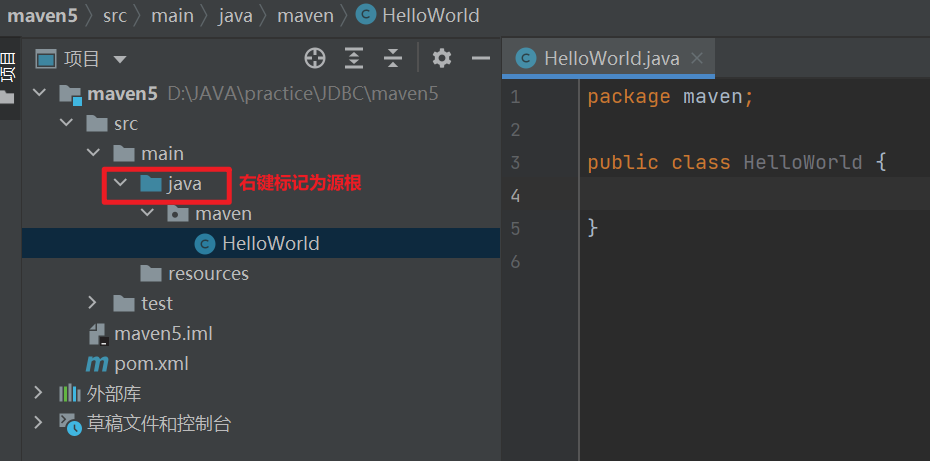 maven5 src main java maven HelloWorld
项目
项目
HelloWorld.java
maven5 D:\JAVA\practice\JDBC\maven5
src
main
java 右键标记为源根
maven
HelloWorld
resources
test
maven5.iml
pom.xml
外部库
草稿文件和控制台
1 package maven;
2
3 public class HelloWorld {
4
5 }
6